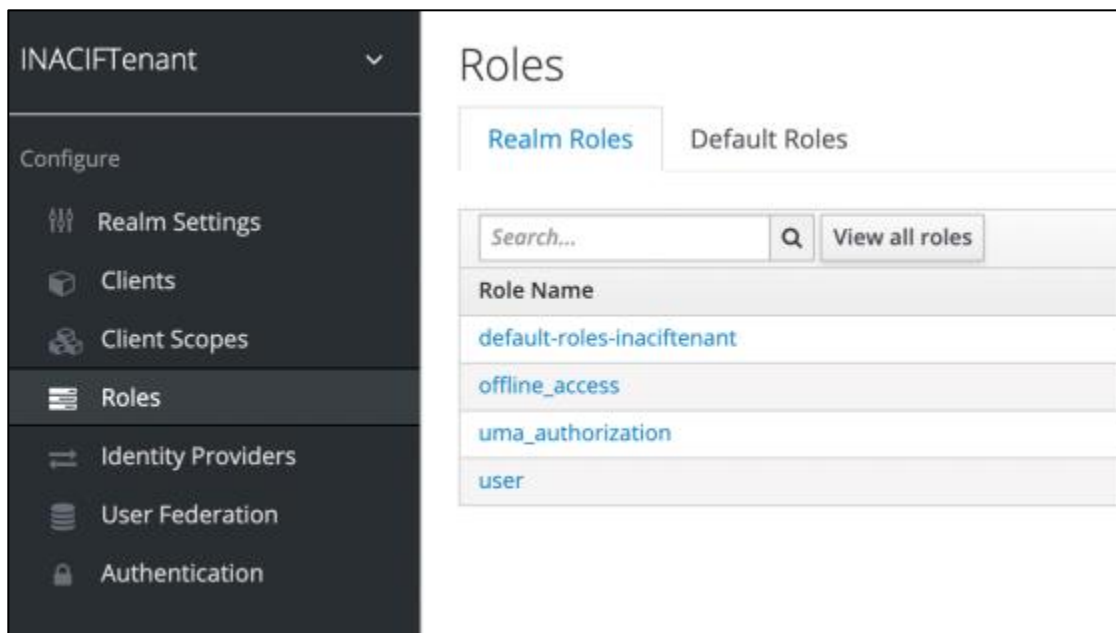 INACIFTenant
Configure
Realm Settings
Clients
Client Scopes
Roles
Identity Providers
User Federation
Authentication
Roles
Realm Roles Default Roles
Search... View all roles
Role Name
default-roles-inaciftenant
offline_access
uma_authorization
user